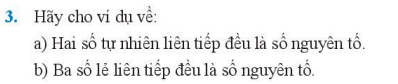 3. Hãy cho ví dụ về:
a) Hai số tự nhiên liên tiếp đều là số nguyên tố.
b) Ba số lẻ liên tiếp đều là số nguyên tố.